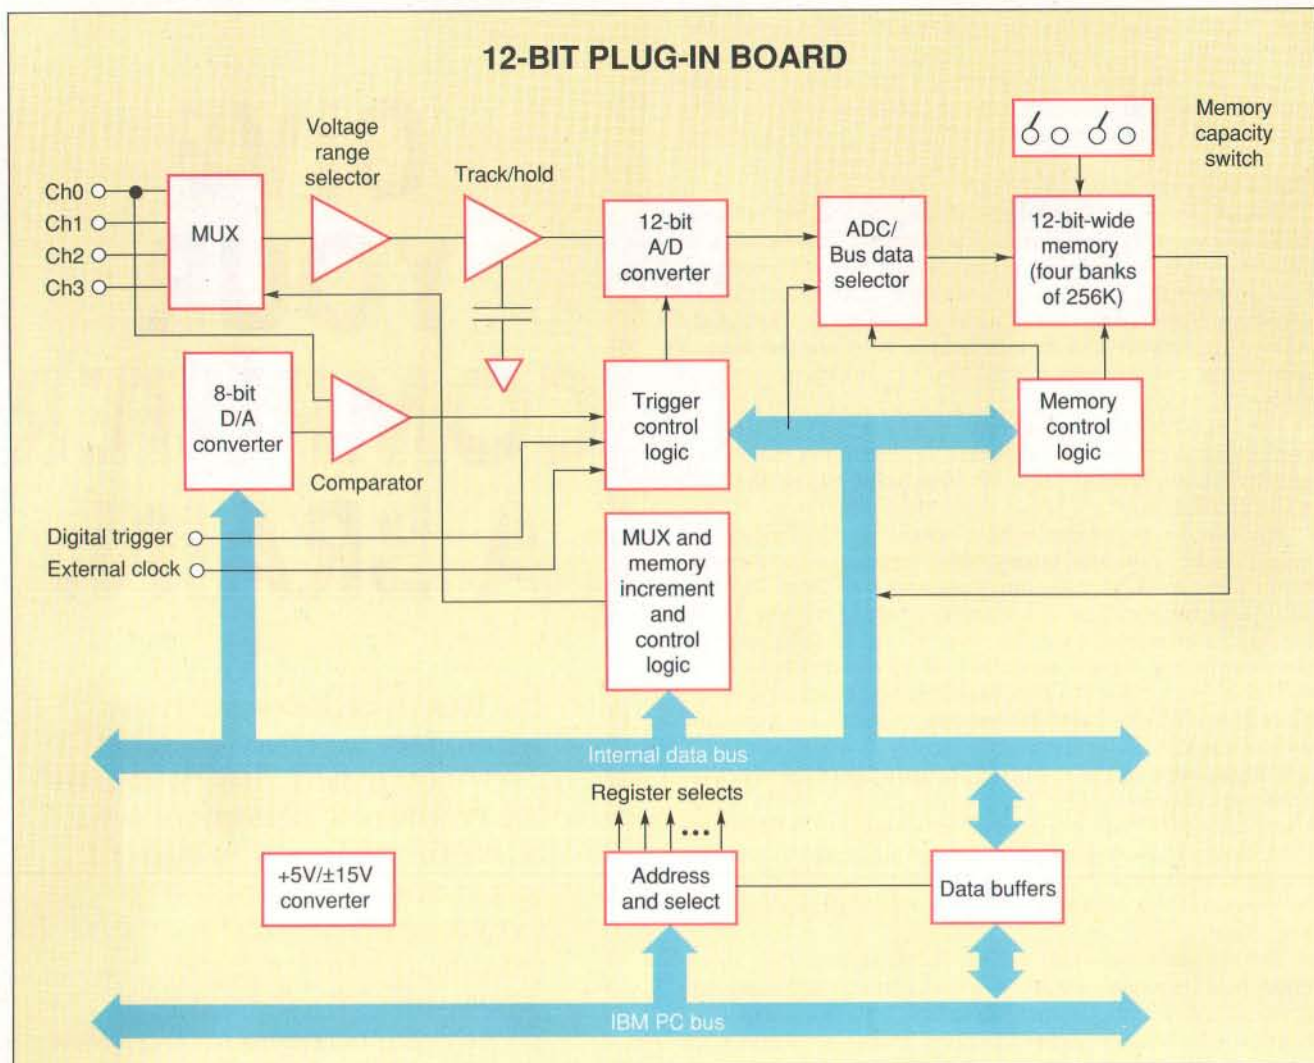 12-BIT PLUG-IN BOARD
Memory
capacity
switch
Voltage
range
selector
Track/hold
Ch0
Ch1
Ch2
Ch3
MUX
12-bit
A/D
converter
ADC/
Bus data
selector
12-bit-wide
memory
(four banks
of 256K)
8-bit
D/A
converter
Comparator
Trigger
control
logic
Memory
control
logic
Digital trigger
External clock
MUX and
memory
increment
and
control
logic
Internal data bus
Register selects
+5V/±15V
converter
Address
and select
Data buffers
IBM PC bus